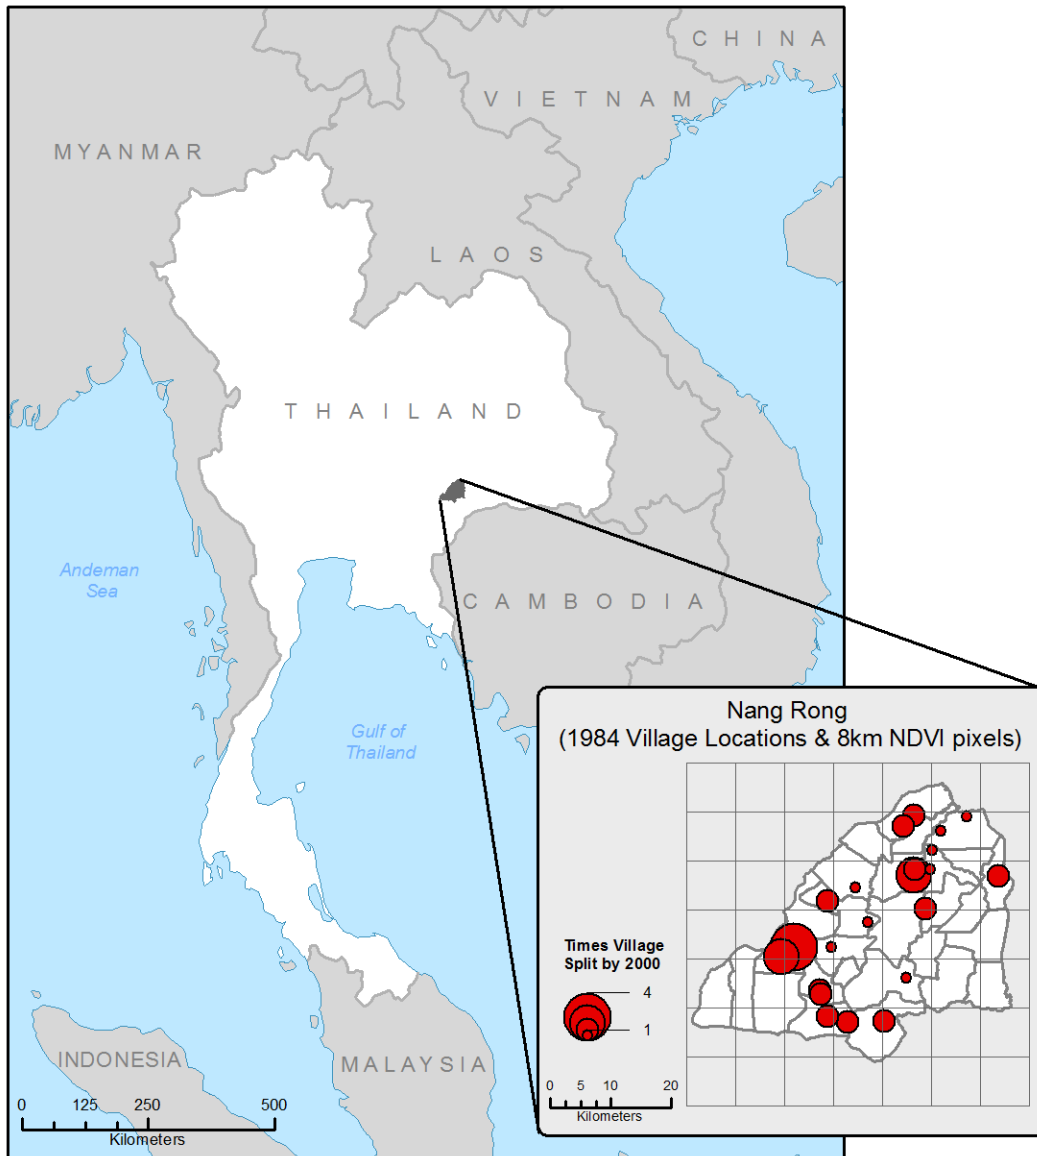 CHINA
VIETNAM
MYANMAR
LAOS
THAILAND
Andeman
Sea
CAMBODIA
Gulf of
Thailand
INDONESIA
MALAYSIA
0 125 250 500
Kilometers
Nang Rong
(1984 Village Locations & 8km NDVI pixels)
Times Village
Split by 2000
4
1
0 5 10 20
Kilometers